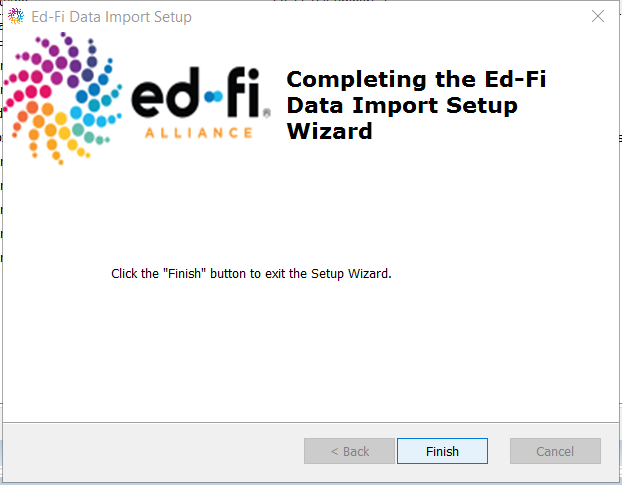 Ed-Fi Data Import Setup
ed-fi
ALLIANCE
Completing the Ed-Fi
Data Import Setup
Wizard
Click the "Finish" button to exit the Setup Wizard.
< Back
Finish
Cancel